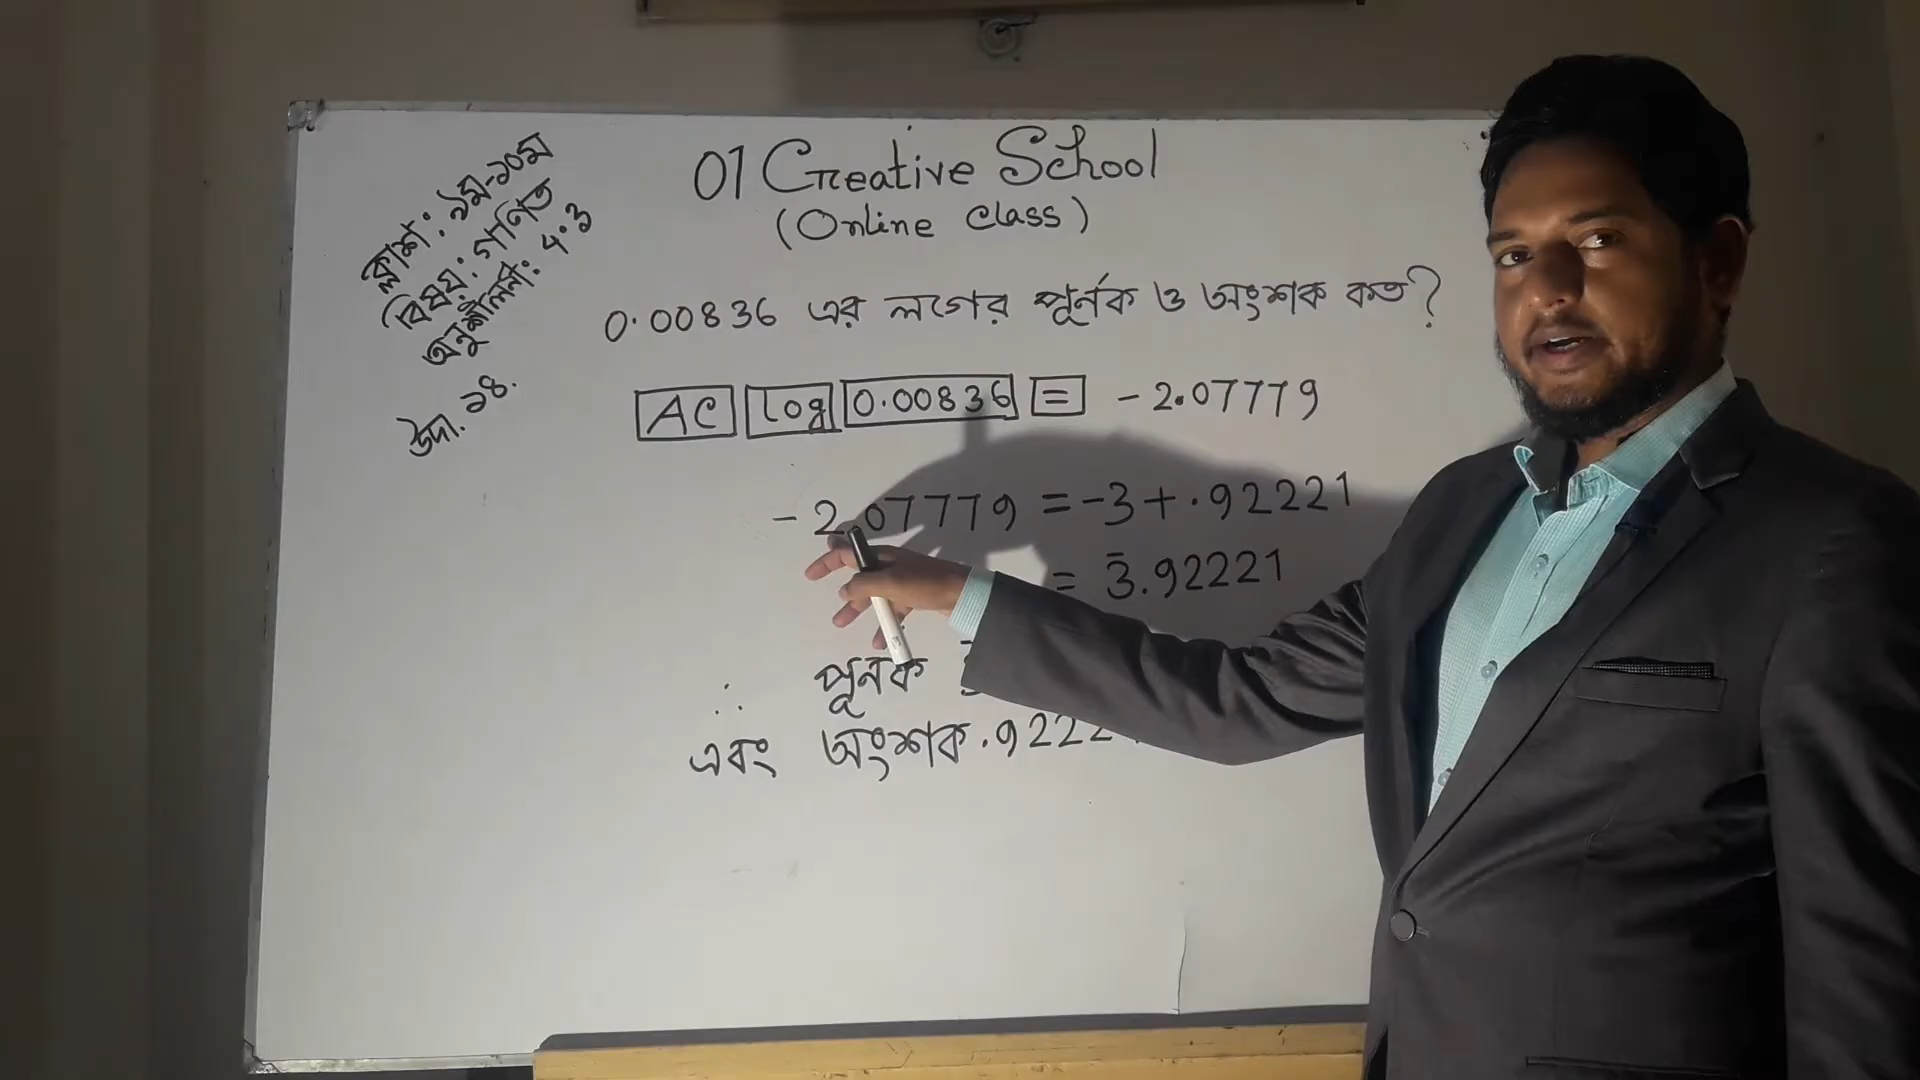 ক্লাশ: ৯ম-১০ম
বিষয়: গণিত
অনুশীলনী: ৪.৩
উদা. ১৪.
01 Creative School
(Online Class)
0.00836 এর লগের পূর্নক ও অংশক কত?
AC log 0.00836 = -2.07779
-2.07779 = -3+.92221
= 3̄.92221
∴ পূর্নক
এবং অংশক .9222